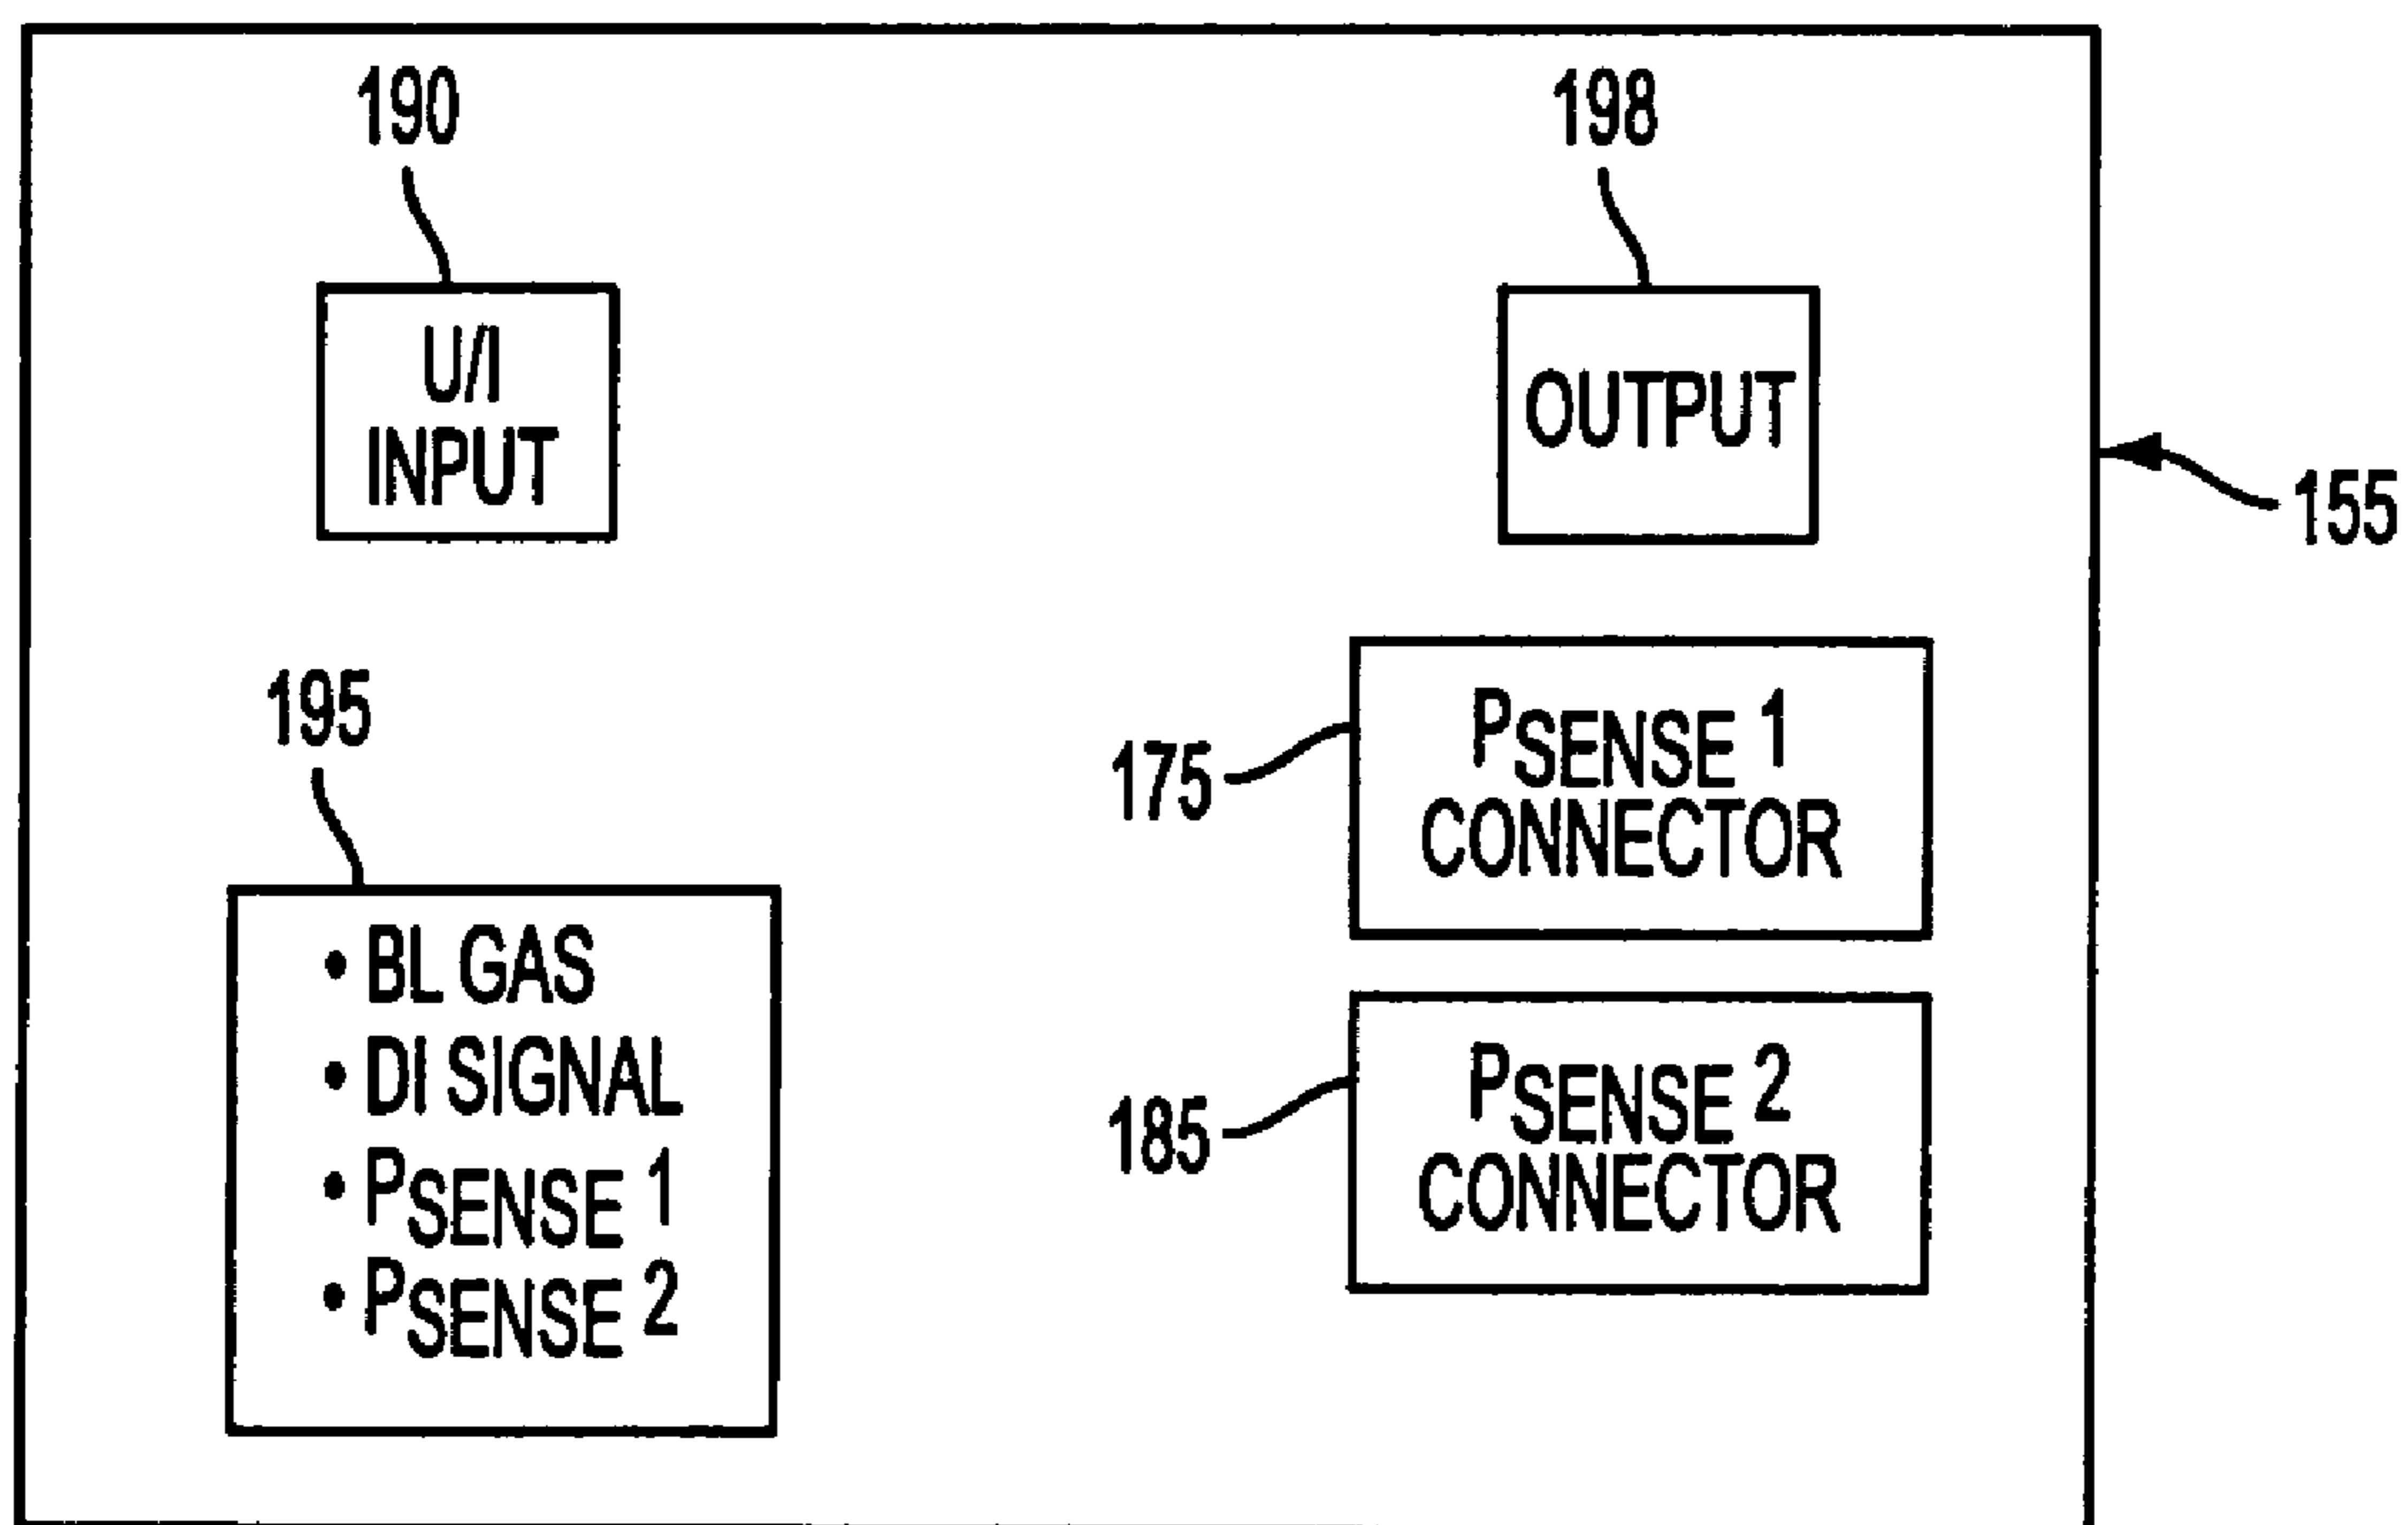 190
198
U/I
INPUT
OUTPUT
155
195
175
PSENSE 1
CONNECTOR
• BL GAS
• DI SIGNAL
• PSENSE 1
• PSENSE 2
185
PSENSE 2
CONNECTOR